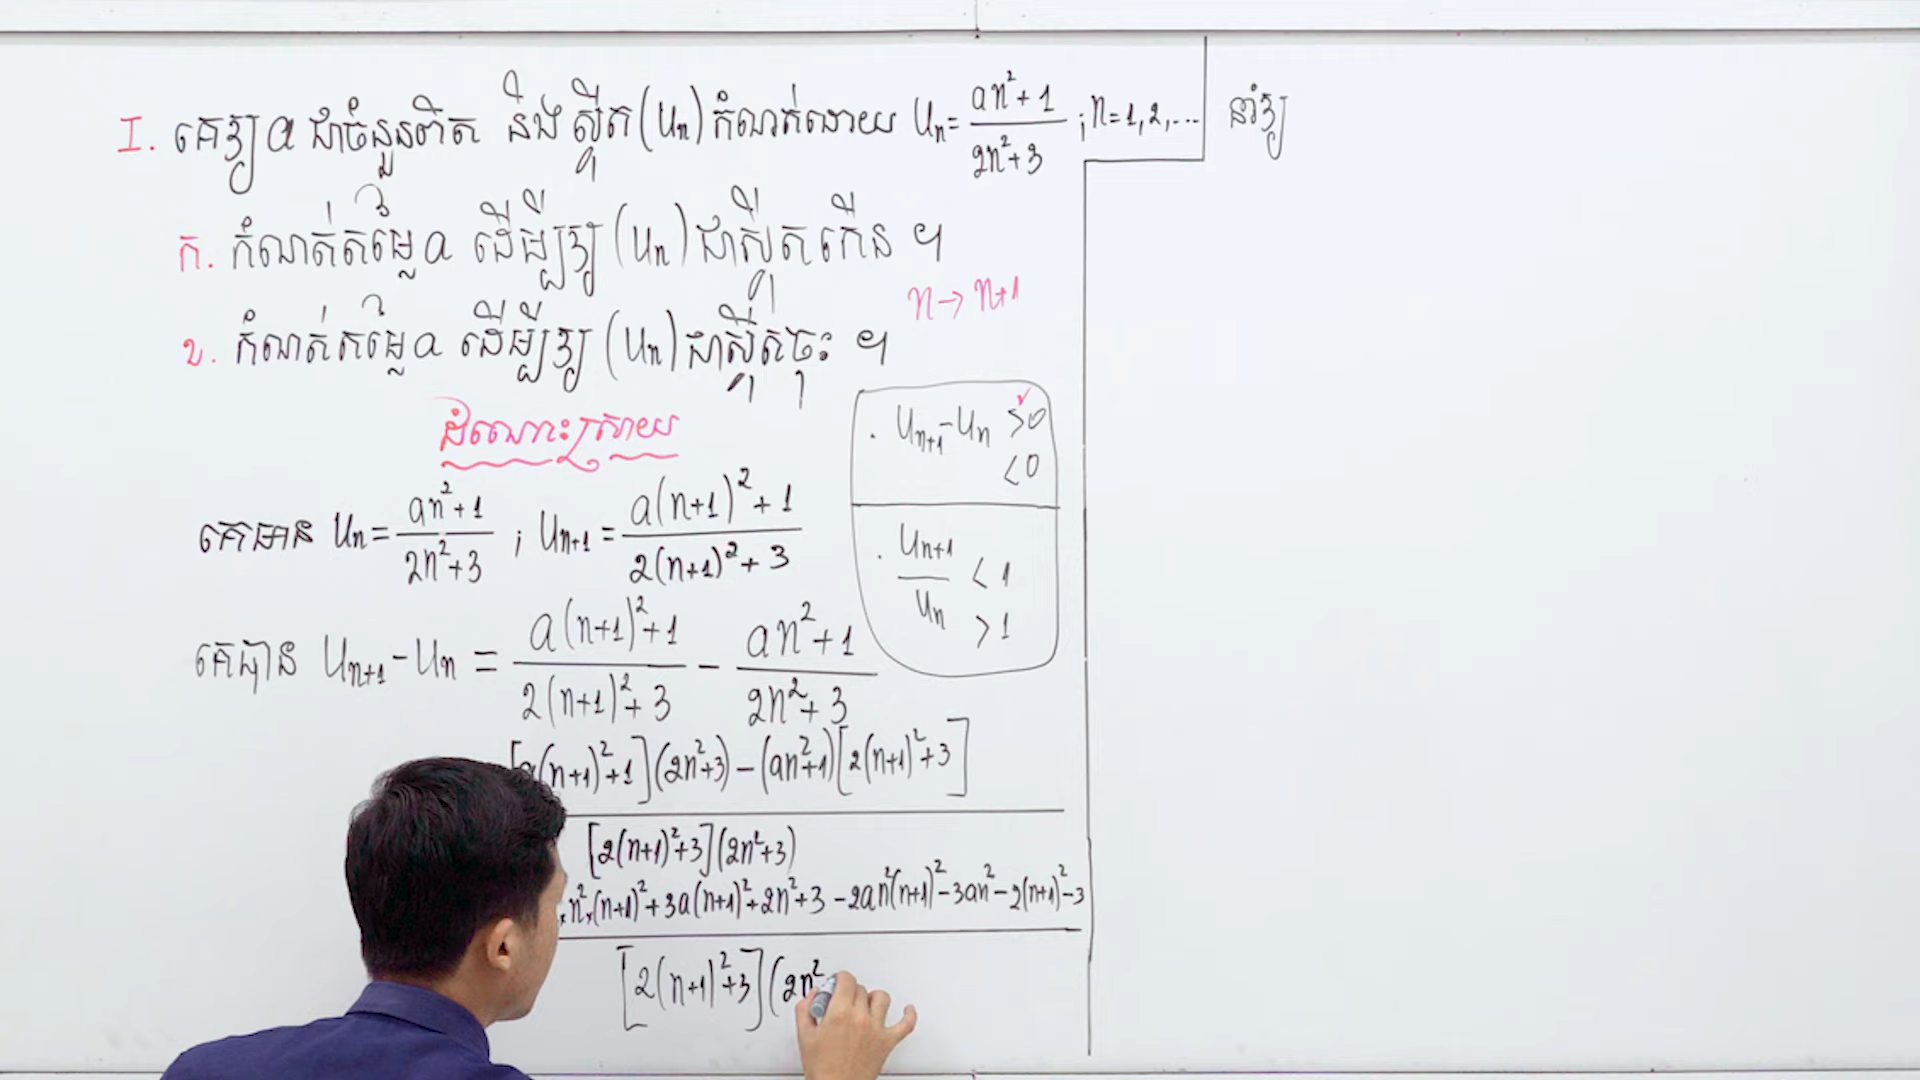 I. គេឲ្យ a ជាចំនួនពិត និង ស្វ៊ីត (Uₙ) កំណត់ដោយ Uₙ = (an²+1)/(2n²+3) ; n=1, 2, ...
ក. កំណត់តម្លៃ a ដើម្បីឲ្យ (Uₙ) ជាស្វ៊ីតកើន ។
n → n+1
ខ. កំណត់តម្លៃ a ដើម្បីឲ្យ (Uₙ) ជាស្វ៊ីតចុះ ។
ដំណោះស្រាយ
គេមាន Uₙ = (an²+1)/(2n²+3) ; Uₙ₊₁ = (a(n+1)²+1)/(2(n+1)²+3)
គេបាន Uₙ₊₁ - Uₙ = (a(n+1)²+1)/(2(n+1)²+3) - (an²+1)/(2n²+3)
(n+1)²+1](2n²+3) - (an²+1)[2(n+1)²+3]
[2(n+1)²+3](2n²+3)
n²·(n+1)²+3a(n+1)²+2n²+3 - 2an²(n+1)² - 3an² - 2(n+1)² - 3
[2(n+1)²+3](2n²
. Uₙ₊₁ - Uₙ > 0
< 0
. Uₙ₊₁/Uₙ < 1
> 1
នាំឲ្យ